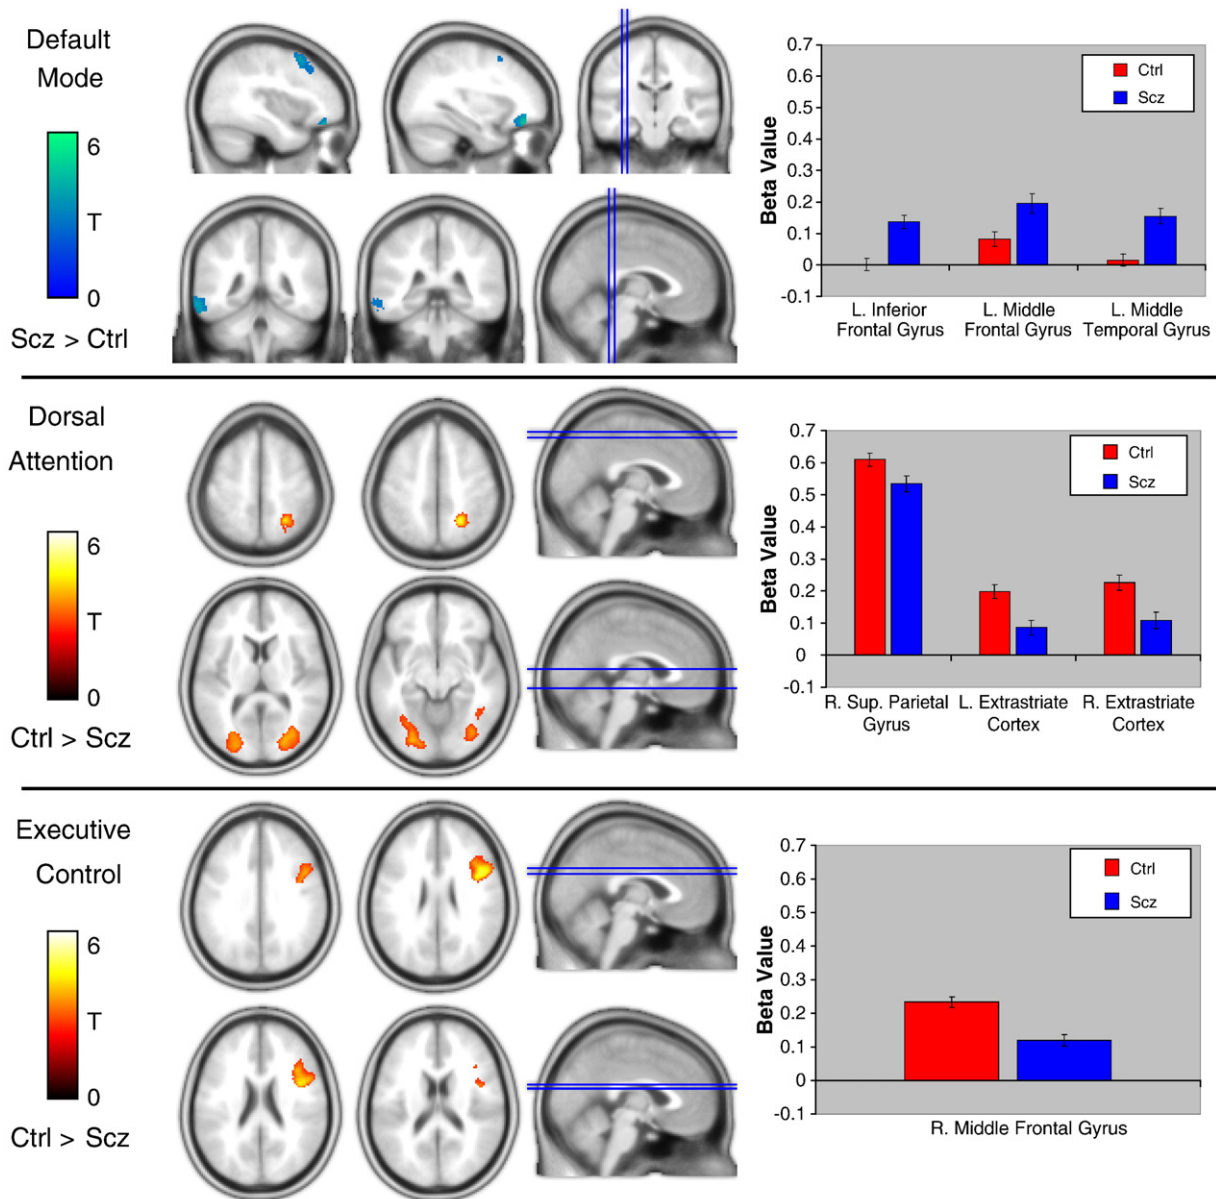 Default
Mode
6
T
0
Scz > Ctrl
0.7
0.6
0.5
0.4
0.3
0.2
0.1
0
-0.1
Beta Value
Ctrl
Scz
L. Inferior
Frontal Gyrus
L. Middle
Frontal Gyrus
L. Middle
Temporal Gyrus
Dorsal
Attention
6
T
0
Ctrl > Scz
0.7
0.6
0.5
0.4
0.3
0.2
0.1
0
-0.1
Beta Value
Ctrl
Scz
R. Sup. Parietal
Gyrus
L. Extrastriate
Cortex
R. Extrastriate
Cortex
Executive
Control
6
T
0
Ctrl > Scz
0.7
0.6
0.5
0.4
0.3
0.2
0.1
0
-0.1
Beta Value
Ctrl
Scz
R. Middle Frontal Gyrus